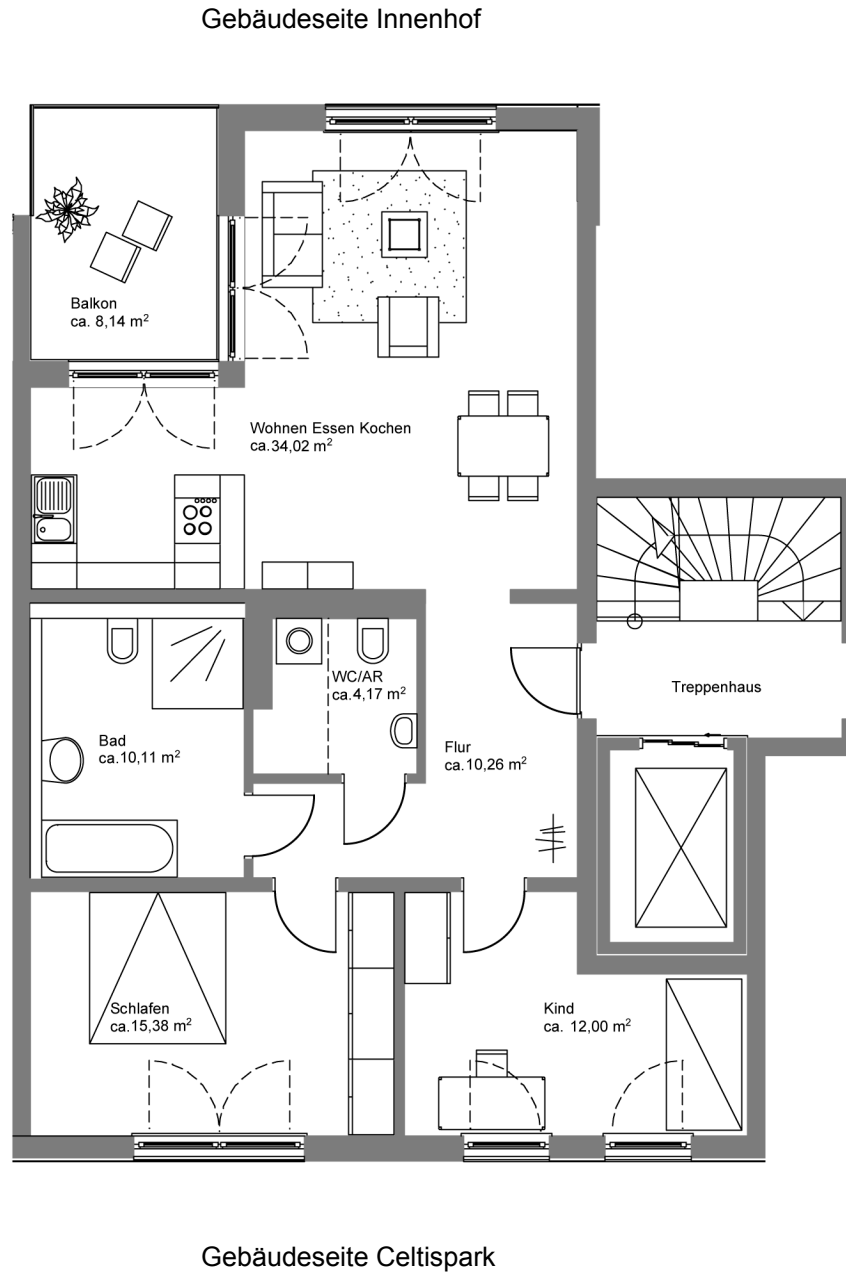 Gebäudeseite Innenhof
Balkon
ca. 8,14 m²
Wohnen Essen Kochen
ca.34,02 m²
WC/AR
ca.4,17 m²
Treppenhaus
Bad
ca.10,11 m²
Flur
ca.10,26 m²
Schlafen
ca.15,38 m²
Kind
ca. 12,00 m²
Gebäudeseite Celtispark